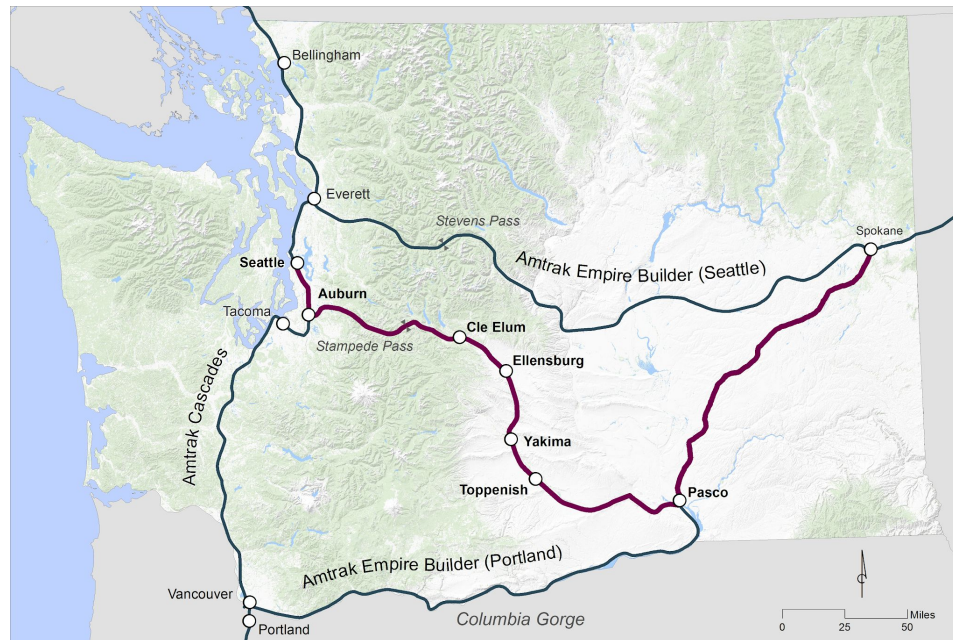 Bellingham
Everett
Stevens Pass
Spokane
Seattle
Amtrak Empire Builder (Seattle)
Auburn
Tacoma
Cle Elum
Stampede Pass
Ellensburg
Amtrak Cascades
Yakima
Toppenish
Pasco
Amtrak Empire Builder (Portland)
Vancouver
Columbia Gorge
Portland
Miles
0 25 50